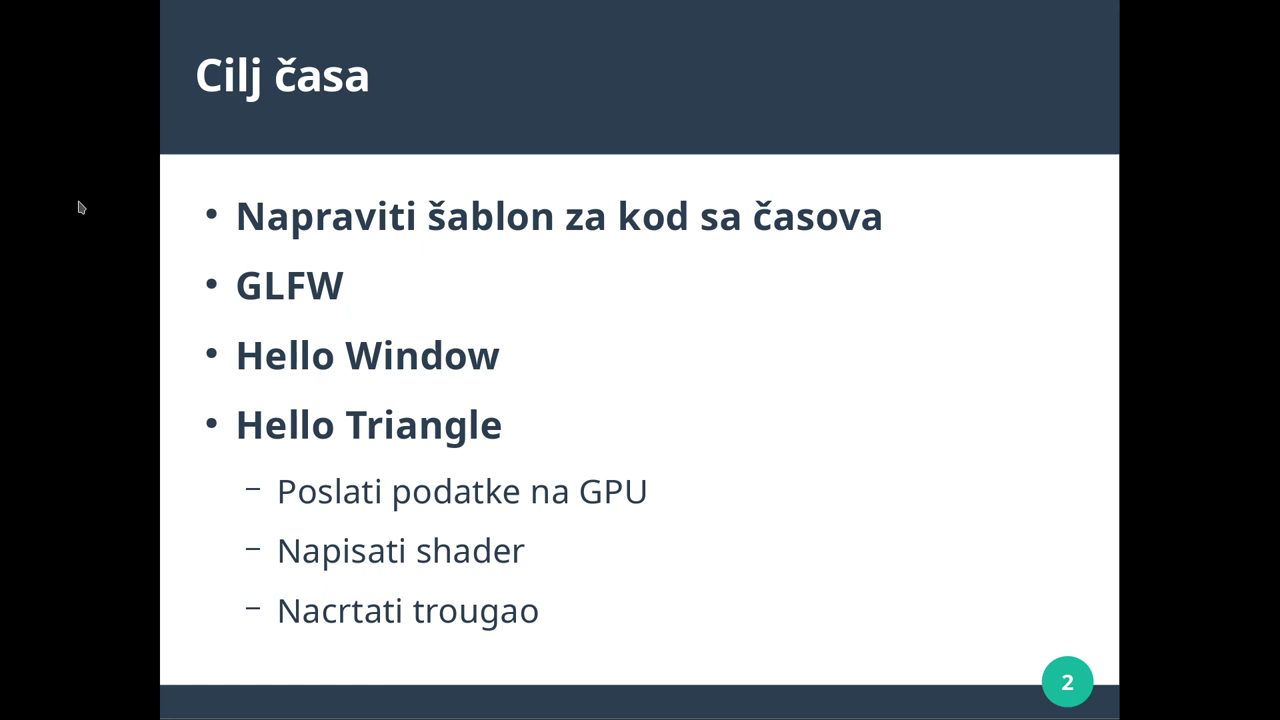 Cilj časa
• Napraviti šablon za kod sa časova
• GLFW
• Hello Window
• Hello Triangle
– Poslati podatke na GPU
– Napisati shader
– Nacrtati trougao
2